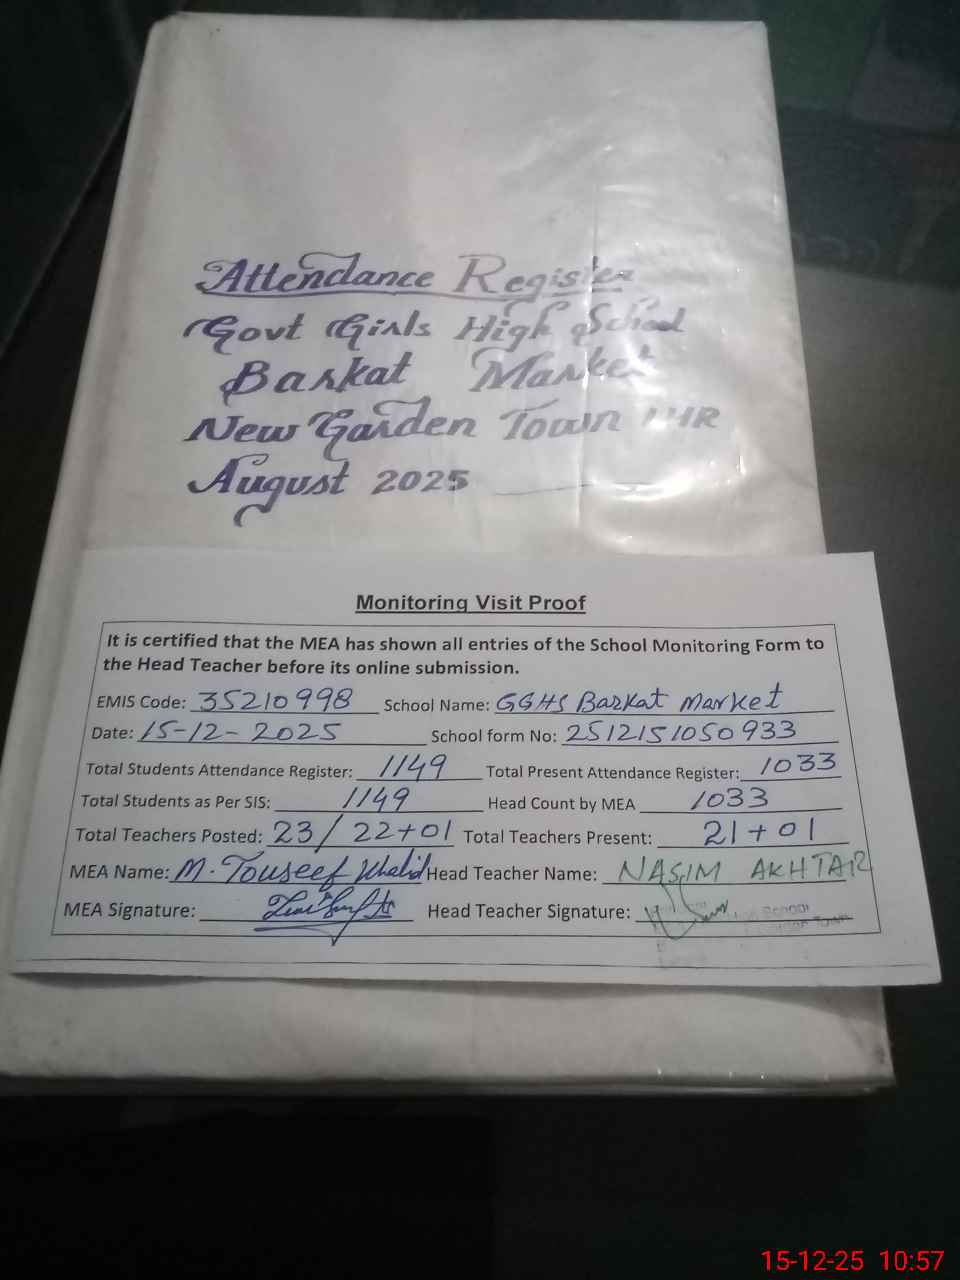 Attendance Register
Govt Girls High School
Barkat Market
New Garden Town LHR
August 2025
Monitoring Visit Proof
It is certified that the MEA has shown all entries of the School Monitoring Form to
the Head Teacher before its online submission.
EMIS Code: 35210998 School Name: GGHS Barkat Market
Date: 15-12-2025 School form No: 2512151050933
Total Students Attendance Register: 1149 Total Present Attendance Register: 1033
Total Students as Per SIS: 1149 Head Count by MEA 1033
Total Teachers Posted: 23/22+01 Total Teachers Present: 21+01
MEA Name: M. Touseef Khalid Head Teacher Name: NASIM AKHTAR
MEA Signature: Head Teacher Signature:
School
Town
15-12-25 10:57